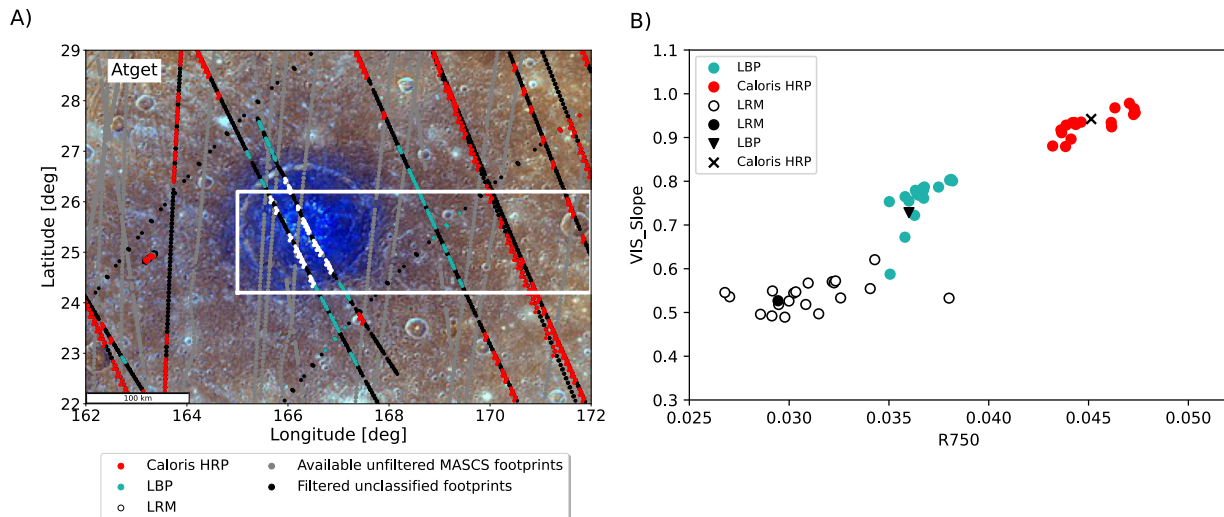 A)
B)
Atget
29
28
27
26
25
24
23
22
Latitude [deg]
100 km
162
164
166
168
170
172
Longitude [deg]
Caloris HRP
LBP
LRM
Available unfiltered MASCS footprints
Filtered unclassified footprints
1.1
1.0
0.9
0.8
0.7
0.6
0.5
0.4
0.3
VIS_Slope
LBP
Caloris HRP
LRM
LRM
LBP
Caloris HRP
0.025
0.030
0.035
0.040
0.045
0.050
R750